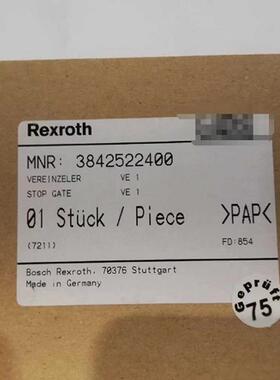 Rexroth
MNR: 3842522400
VEREINZELER VE 1
STOP GATE VE 1
01 Stück / Piece >PAP<
(7211) FD:854
Bosch Rexroth, 70376 Stuttgart
Made in Germany
Geprüft
75